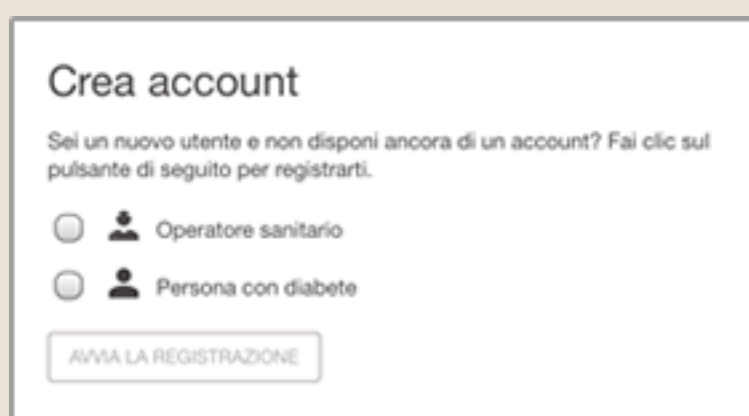 Crea account
Sei un nuovo utente e non disponi ancora di un account? Fai clic sul
pulsante di seguito per registrarti.
Operatore sanitario
Persona con diabete
AVVIA LA REGISTRAZIONE